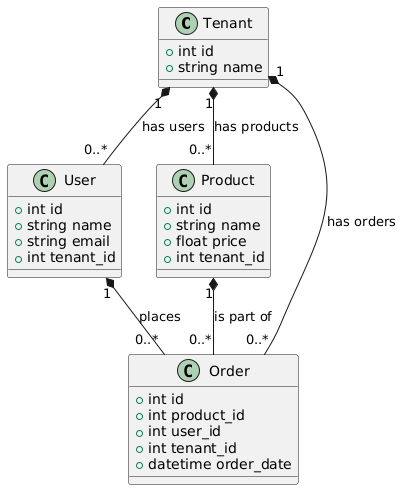 C Tenant
int id
string name
1
1
1
has users
has products
0..*
0..*
C User
int id
string name
string email
int tenant_id
C Product
int id
string name
float price
int tenant_id
has orders
1
1
places
is part of
0..*
0..*
0..*
C Order
int id
int product_id
int user_id
int tenant_id
datetime order_date